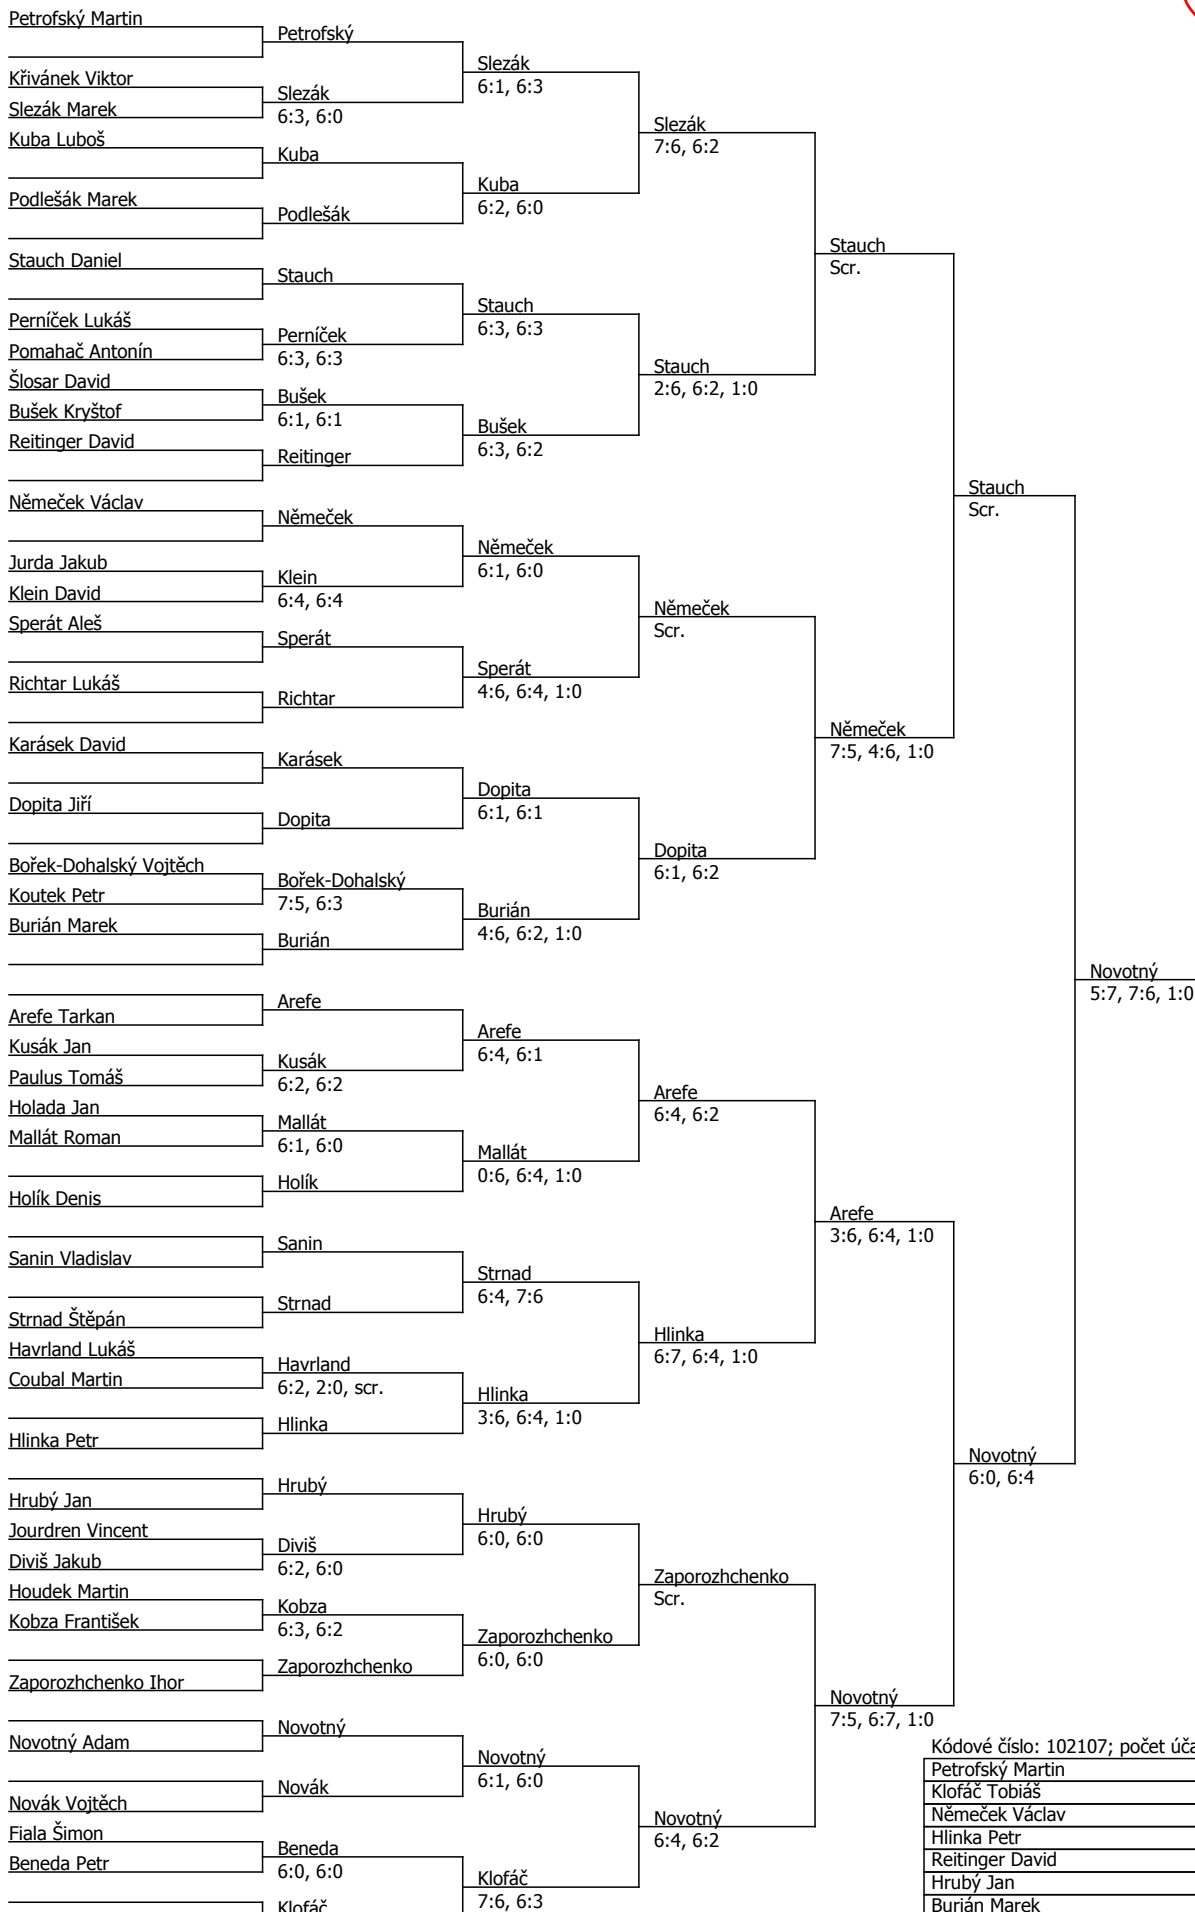 Petrofský Martin
Křivánek Viktor
Slezák Marek
Kuba Luboš
Podlešák Marek
Stauch Daniel
Perníček Lukáš
Pomahač Antonín
Šlosar David
Bušek Kryštof
Reitinger David
Němeček Václav
Jurda Jakub
Klein David
Sperát Aleš
Richtar Lukáš
Karásek David
Dopita Jiří
Bořek-Dohalský Vojtěch
Koutek Petr
Burián Marek
Arefe Tarkan
Kusák Jan
Paulus Tomáš
Holada Jan
Mallát Roman
Holík Denis
Sanin Vladislav
Strnad Štěpán
Havrland Lukáš
Coubal Martin
Hlinka Petr
Hrubý Jan
Jourdren Vincent
Diviš Jakub
Houdek Martin
Kobza František
Zaporozhchenko Ihor
Novotný Adam
Novák Vojtěch
Fiala Šimon
Beneda Petr
Petrofský
Slezák
6:3, 6:0
Kuba
Podlešák
Stauch
Perníček
6:3, 6:3
Bušek
6:1, 6:1
Reitinger
Němeček
Klein
6:4, 6:4
Sperát
Richtar
Karásek
Dopita
Bořek-Dohalský
7:5, 6:3
Burián
Arefe
Kusák
6:2, 6:2
Mallát
6:1, 6:0
Holík
Sanin
Strnad
Havrland
6:2, 2:0, scr.
Hlinka
Hrubý
Diviš
6:2, 6:0
Kobza
6:3, 6:2
Zaporozhchenko
Novotný
Novák
Beneda
6:0, 6:0
Klofáč
Slezák
6:1, 6:3
Kuba
6:2, 6:0
Stauch
6:3, 6:3
Bušek
6:3, 6:2
Němeček
6:1, 6:0
Sperát
4:6, 6:4, 1:0
Dopita
6:1, 6:1
Burián
4:6, 6:2, 1:0
Arefe
6:4, 6:1
Mallát
0:6, 6:4, 1:0
Strnad
6:4, 7:6
Hlinka
3:6, 6:4, 1:0
Hrubý
6:0, 6:0
Zaporozhchenko
6:0, 6:0
Novotný
6:1, 6:0
Klofáč
7:6, 6:3
Slezák
7:6, 6:2
Stauch
2:6, 6:2, 1:0
Němeček
Scr.
Dopita
6:1, 6:2
Arefe
6:4, 6:2
Hlinka
6:7, 6:4, 1:0
Zaporozhchenko
Scr.
Novotný
6:4, 6:2
Stauch
Scr.
Němeček
7:5, 4:6, 1:0
Arefe
3:6, 6:4, 1:0
Novotný
7:5, 6:7, 1:0
Stauch
Scr.
Novotný
6:0, 6:4
Novotný
5:7, 7:6, 1:0
Kódové číslo: 102107; počet úča
Petrofský Martin
Klofáč Tobiáš
Němeček Václav
Hlinka Petr
Reitinger David
Hrubý Jan
Burián Marek